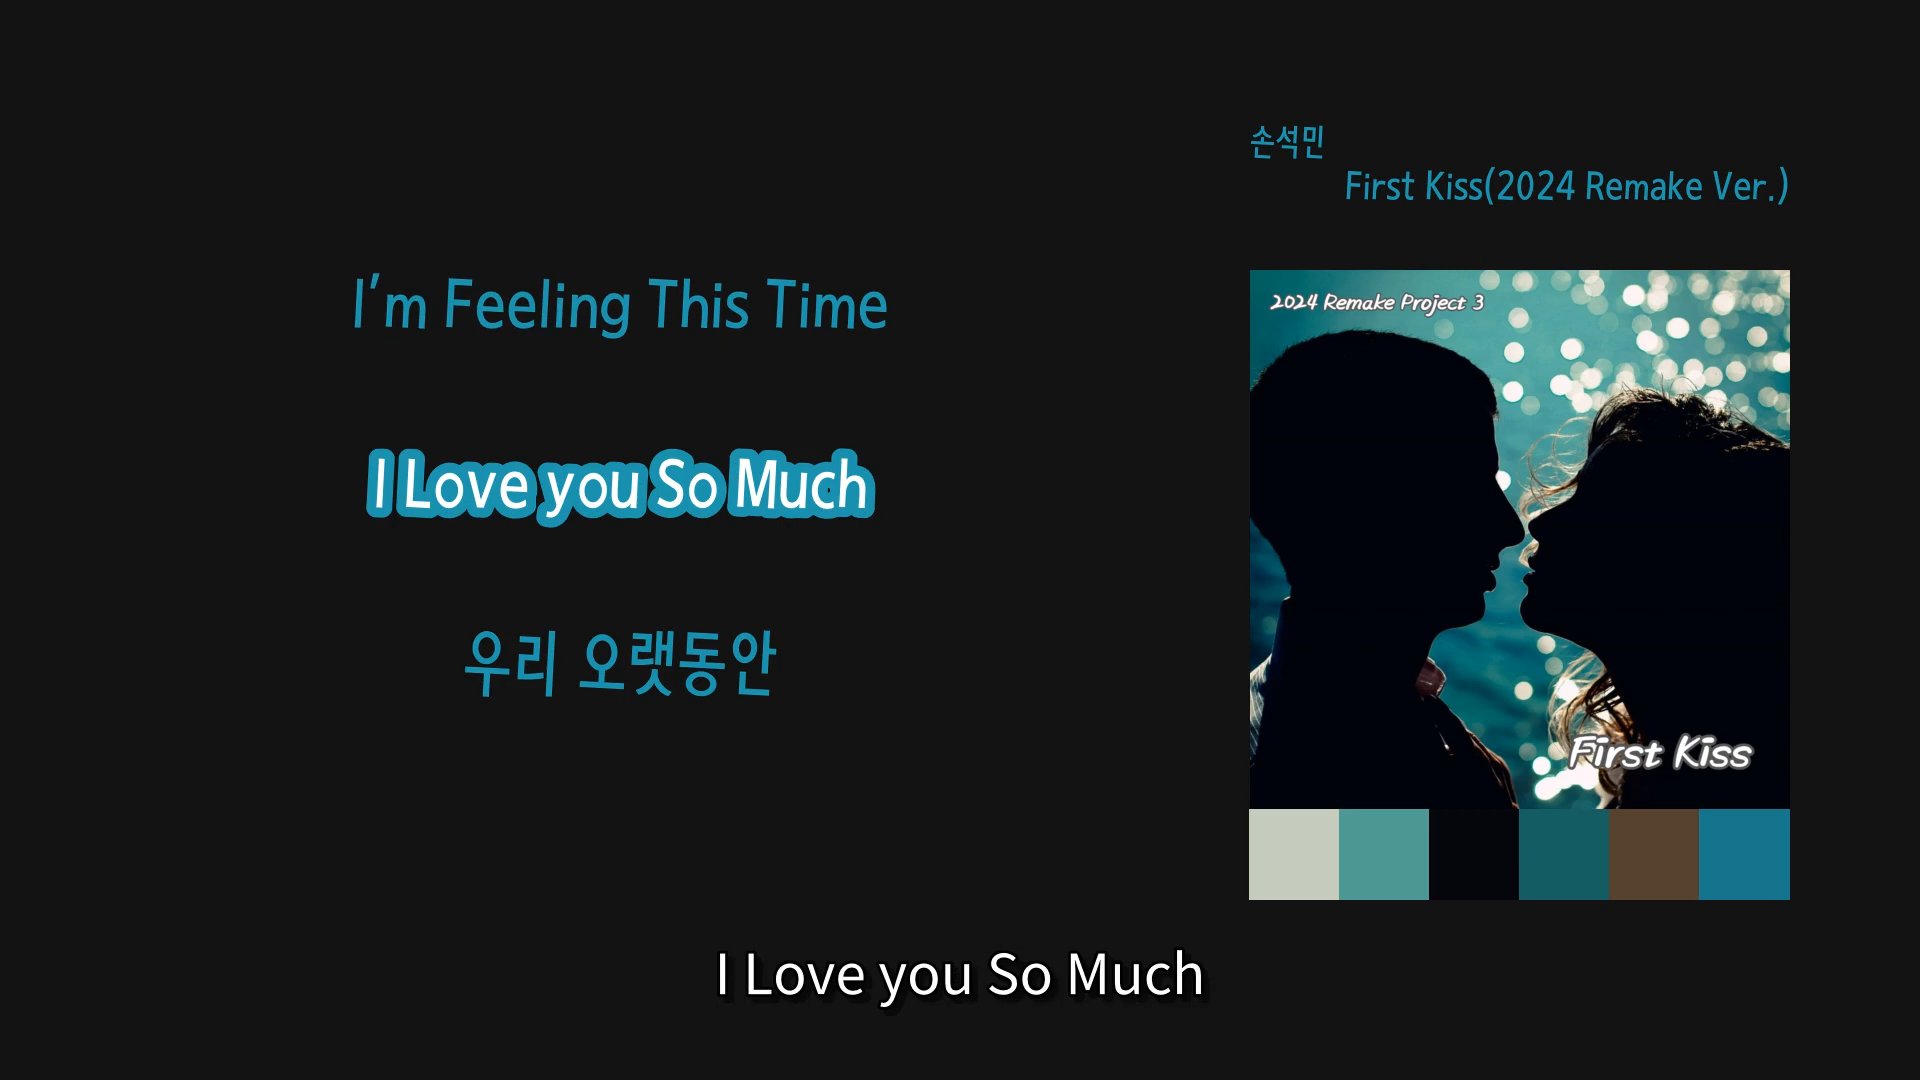 손석민
First Kiss(2024 Remake Ver.)
I'm Feeling This Time
I Love you So Much
우리 오랫동안
2024 Remake Project 3
First Kiss
I Love you So Much